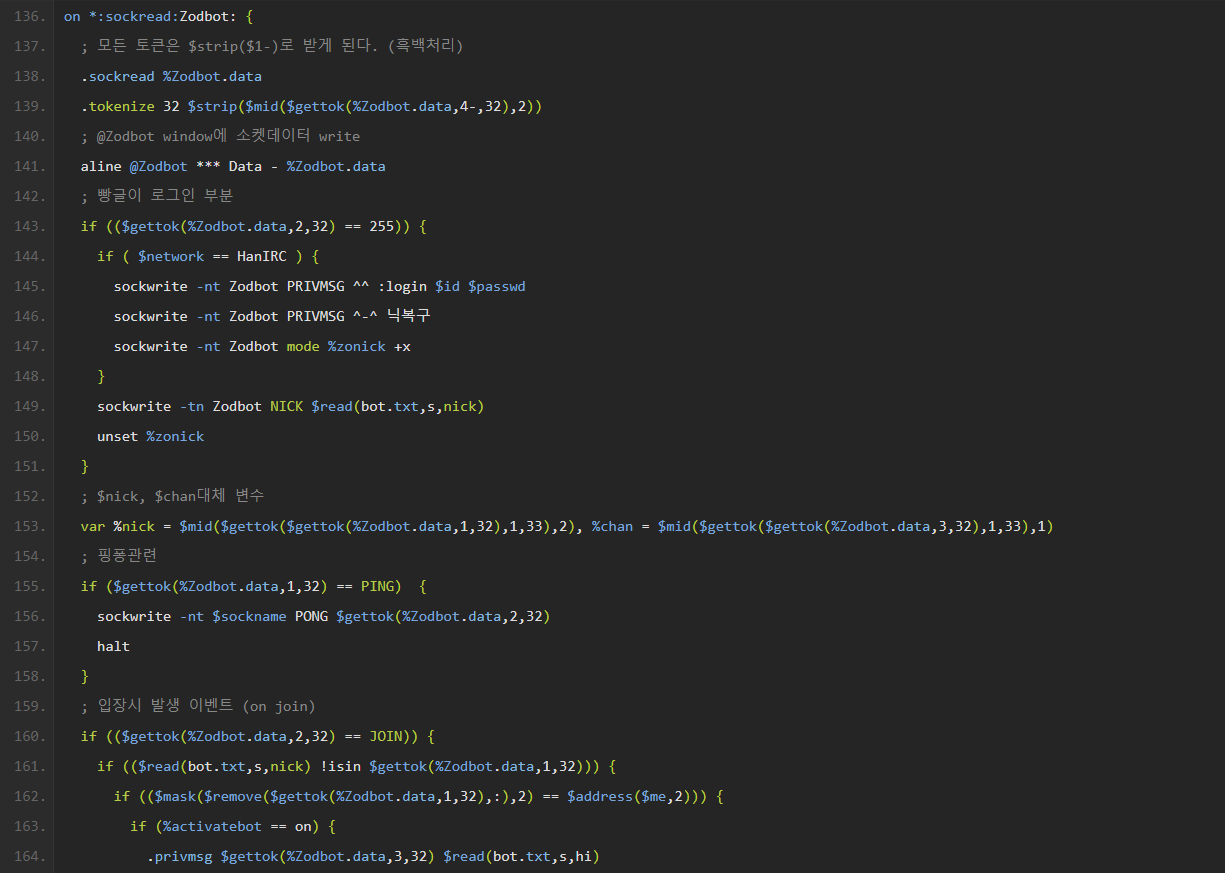 136. on *:sockread:Zodbot: {
137. ; 모든 토큰은 $strip($1-)로 받게 된다. (흑백처리)
138. .sockread %Zodbot.data
139. .tokenize 32 $strip($mid($gettok(%Zodbot.data,4-,32),2))
140. ; @Zodbot window에 소켓데이터 write
141. aline @Zodbot *** Data - %Zodbot.data
142. ; 빵글이 로그인 부분
143. if (($gettok(%Zodbot.data,2,32) == 255)) {
144. if ( $network == HanIRC ) {
145. sockwrite -nt Zodbot PRIVMSG ^^ :login $id $passwd
146. sockwrite -nt Zodbot PRIVMSG ^-^ 닉복구
147. sockwrite -nt Zodbot mode %zonick +x
148. }
149. sockwrite -tn Zodbot NICK $read(bot.txt,s,nick)
150. unset %zonick
151. }
152. ; $nick, $chan대체 변수
153. var %nick = $mid($gettok($gettok(%Zodbot.data,1,32),1,33),2), %chan = $mid($gettok($gettok(%Zodbot.data,3,32),1,33),1)
154. ; 핑퐁관련
155. if ($gettok(%Zodbot.data,1,32) == PING)  {
156. sockwrite -nt $sockname PONG $gettok(%Zodbot.data,2,32)
157. halt
158. }
159. ; 입장시 발생 이벤트 (on join)
160. if (($gettok(%Zodbot.data,2,32) == JOIN)) {
161. if (($read(bot.txt,s,nick) !isin $gettok(%Zodbot.data,1,32))) {
162. if (($mask($remove($gettok(%Zodbot.data,1,32),:),2) == $address($me,2))) {
163. if (%activatebot == on) {
164. .privmsg $gettok(%Zodbot.data,3,32) $read(bot.txt,s,hi)